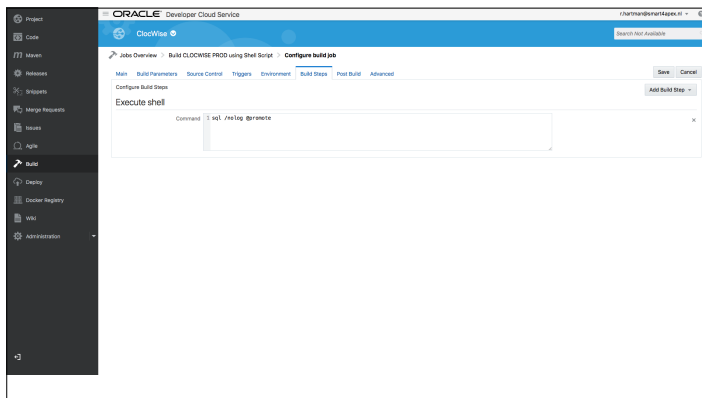 Project
Code
Maven
Releases
Snippets
Merge Requests
Issues
Agile
Build
Deploy
Docker Registry
Wiki
Administration
ORACLE Developer Cloud Service
r.hartman@smart4apex.nl
ClocWise
Search Not Available
Jobs Overview > Build CLOCWISE PROD using Shell Script > Configure build job
Main Build Parameters Source Control Triggers Environment Build Steps Post Build Advanced
Save Cancel
Configure Build Steps
Add Build Step
Execute shell
Command 1 sql /nolog @promote